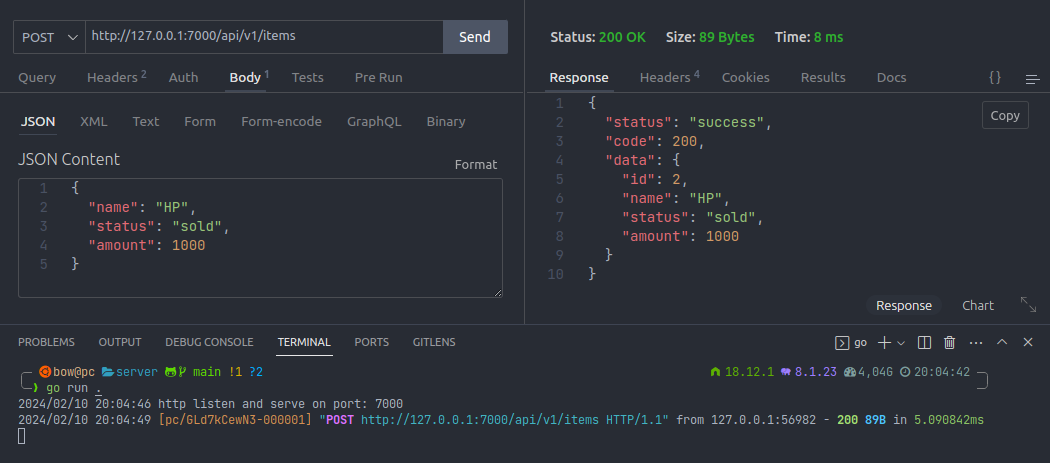 POST http://127.0.0.1:7000/api/v1/items Send
Query Headers 2 Auth Body 1 Tests Pre Run
JSON XML Text Form Form-encode GraphQL Binary
JSON Content Format
1 {
2 "name": "HP",
3 "status": "sold",
4 "amount": 1000
5 }
Status: 200 OK Size: 89 Bytes Time: 8 ms
Response Headers 4 Cookies Results Docs {}
Copy
1 {
2 "status": "success",
3 "code": 200,
4 "data": {
5 "id": 2,
6 "name": "HP",
7 "status": "sold",
8 "amount": 1000
9 }
10 }
Response Chart
PROBLEMS OUTPUT DEBUG CONSOLE TERMINAL PORTS GITLENS go
bow@pc server main !1 ?2 18.12.1 8.1.23 4,04G 20:04:42
go run .
2024/02/10 20:04:46 http listen and serve on port: 7000
2024/02/10 20:04:49 [pc/GLd7kCewN3-000001] "POST http://127.0.0.1:7000/api/v1/items HTTP/1.1" from 127.0.0.1:56982 - 200 89B in 5.090842ms